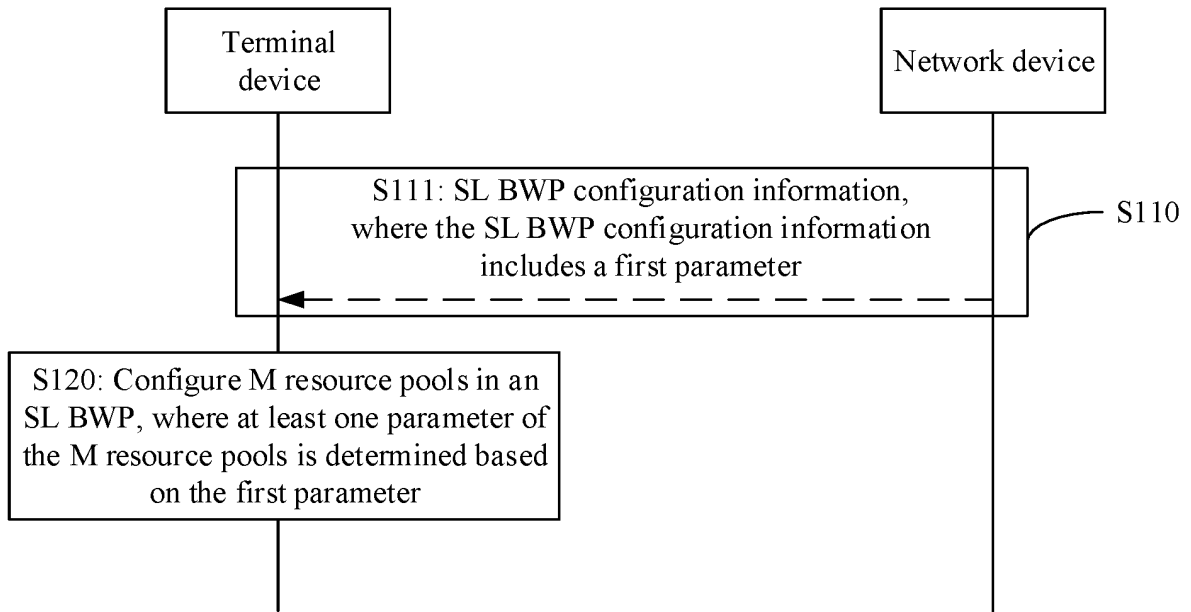 Terminal
device
Network device
S111: SL BWP configuration information,
where the SL BWP configuration information
includes a first parameter
S110
S120: Configure M resource pools in an
SL BWP, where at least one parameter of
the M resource pools is determined based
on the first parameter